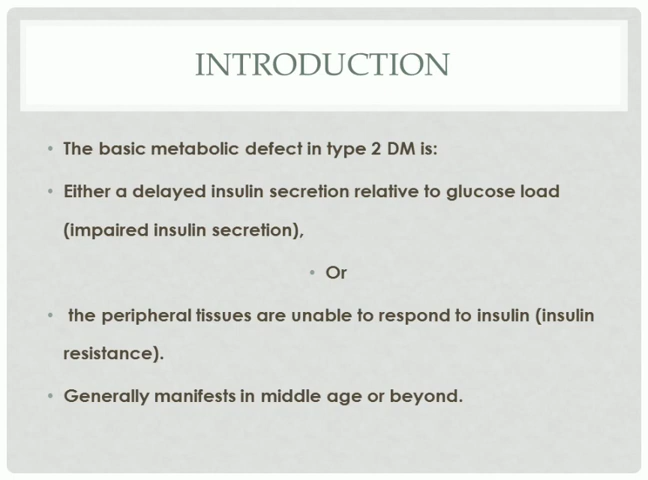 INTRODUCTION
• The basic metabolic defect in type 2 DM is:
• Either a delayed insulin secretion relative to glucose load
(impaired insulin secretion),
• Or
• the peripheral tissues are unable to respond to insulin (insulin
resistance).
• Generally manifests in middle age or beyond.